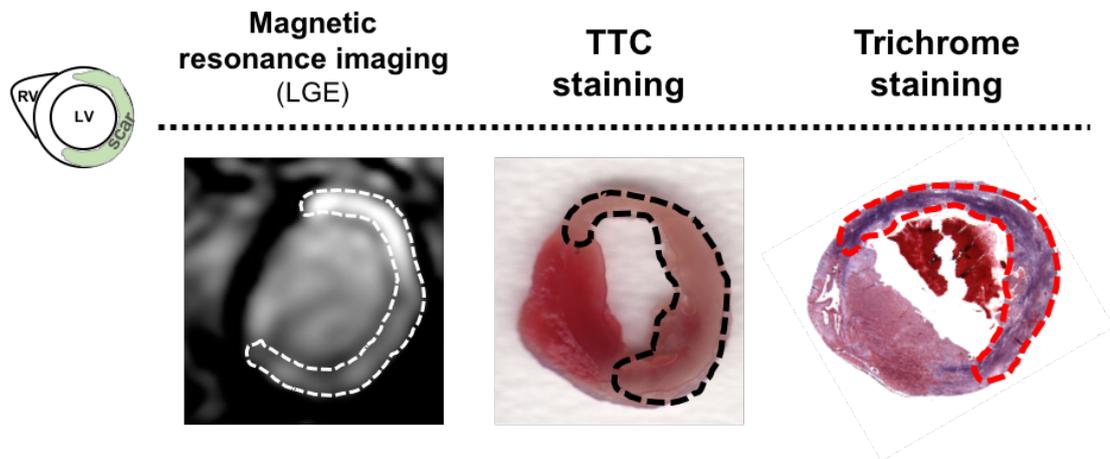 Magnetic
resonance imaging
(LGE)
TTC
staining
Trichrome
staining
RV
LV
scar